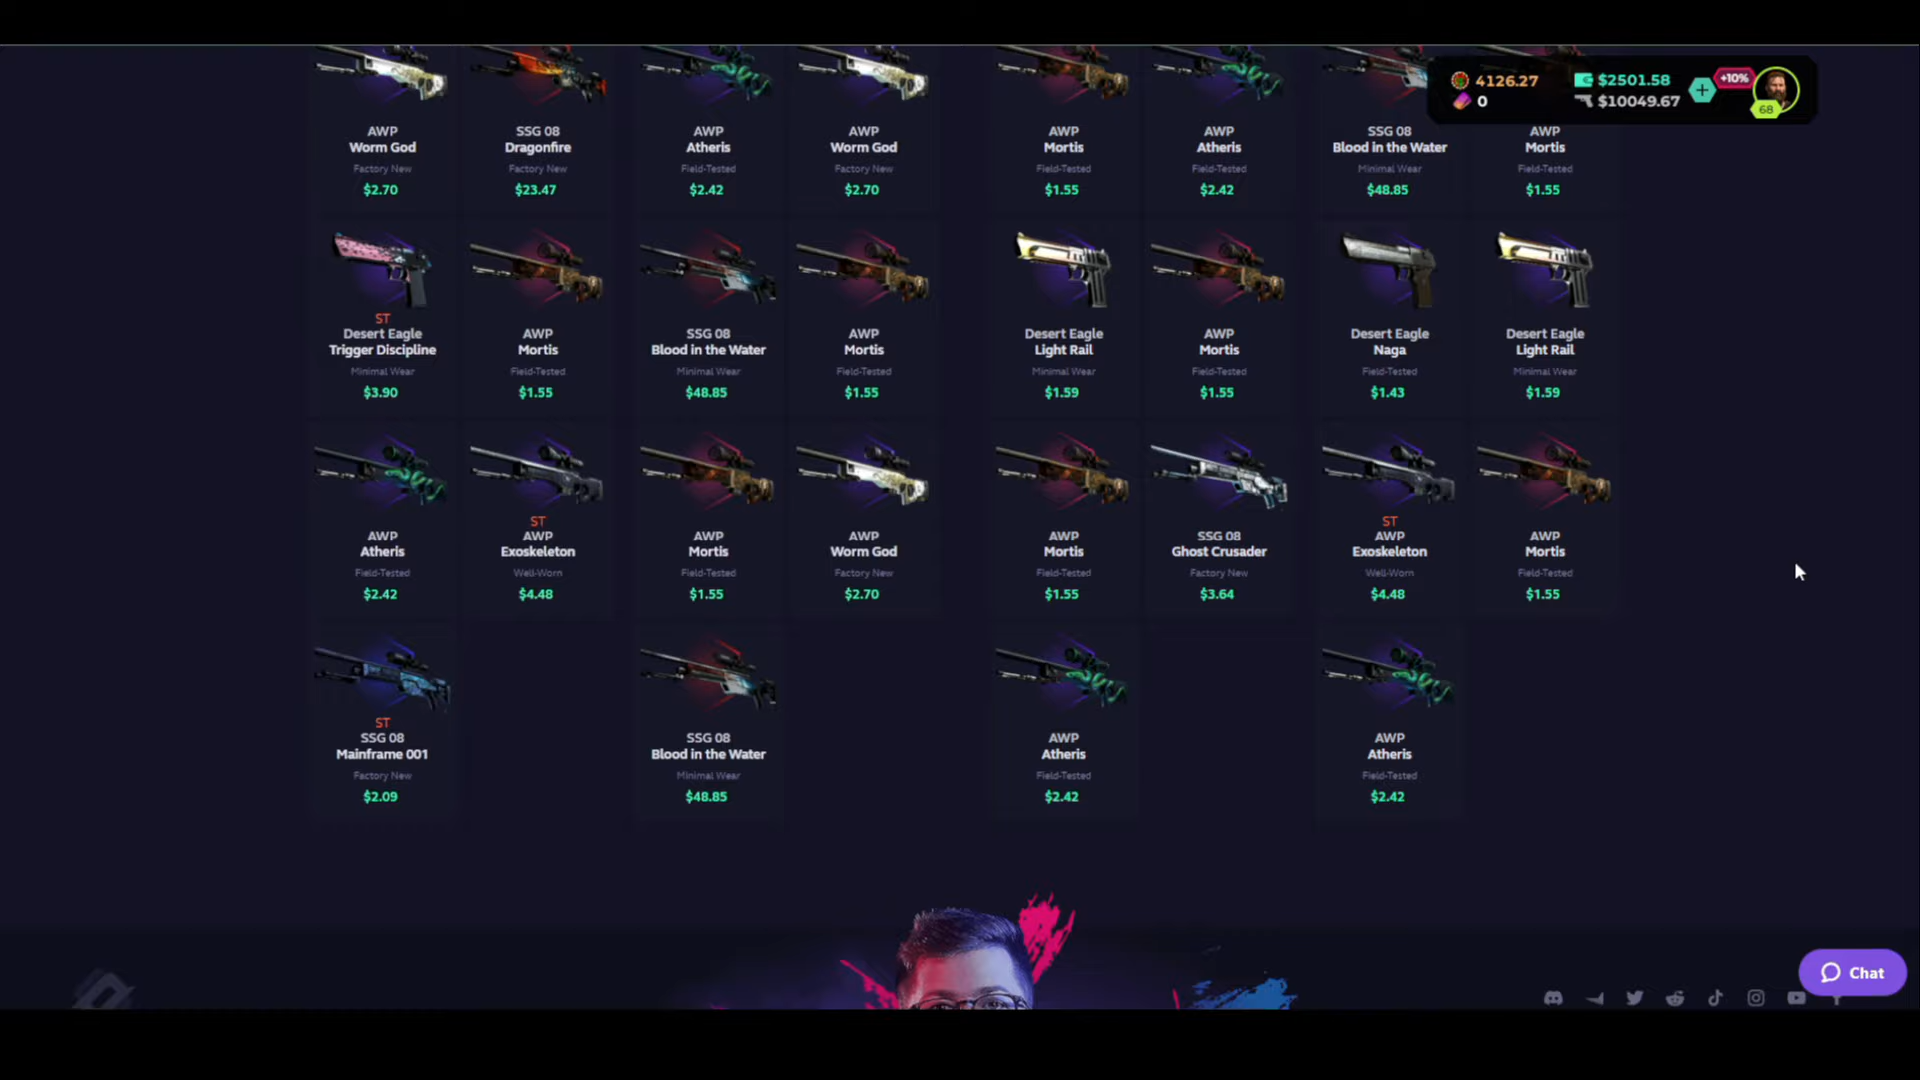 4126.27
$2501.58
+10%
0
$10049.67
68
AWP
Worm God
Factory New
$2.70
SSG 08
Dragonfire
Factory New
$23.47
AWP
Atheris
Field-Tested
$2.42
AWP
Worm God
Factory New
$2.70
AWP
Mortis
Field-Tested
$1.55
AWP
Atheris
Field-Tested
$2.42
SSG 08
Blood in the Water
Minimal Wear
$48.85
AWP
Mortis
Field-Tested
$1.55
ST
Desert Eagle
Trigger Discipline
Minimal Wear
$3.90
AWP
Mortis
Field-Tested
$1.55
SSG 08
Blood in the Water
Minimal Wear
$48.85
AWP
Mortis
Field-Tested
$1.55
Desert Eagle
Light Rail
Minimal Wear
$1.59
AWP
Mortis
Field-Tested
$1.55
Desert Eagle
Naga
Field-Tested
$1.43
Desert Eagle
Light Rail
Minimal Wear
$1.59
AWP
Atheris
Field-Tested
$2.42
ST
AWP
Exoskeleton
Well-Worn
$4.48
AWP
Mortis
Field-Tested
$1.55
AWP
Worm God
Factory New
$2.70
AWP
Mortis
Field-Tested
$1.55
SSG 08
Ghost Crusader
Factory New
$3.64
ST
AWP
Exoskeleton
Well-Worn
$4.48
AWP
Mortis
Field-Tested
$1.55
ST
SSG 08
Mainframe 001
Factory New
$2.09
SSG 08
Blood in the Water
Minimal Wear
$48.85
AWP
Atheris
Field-Tested
$2.42
AWP
Atheris
Field-Tested
$2.42
Chat